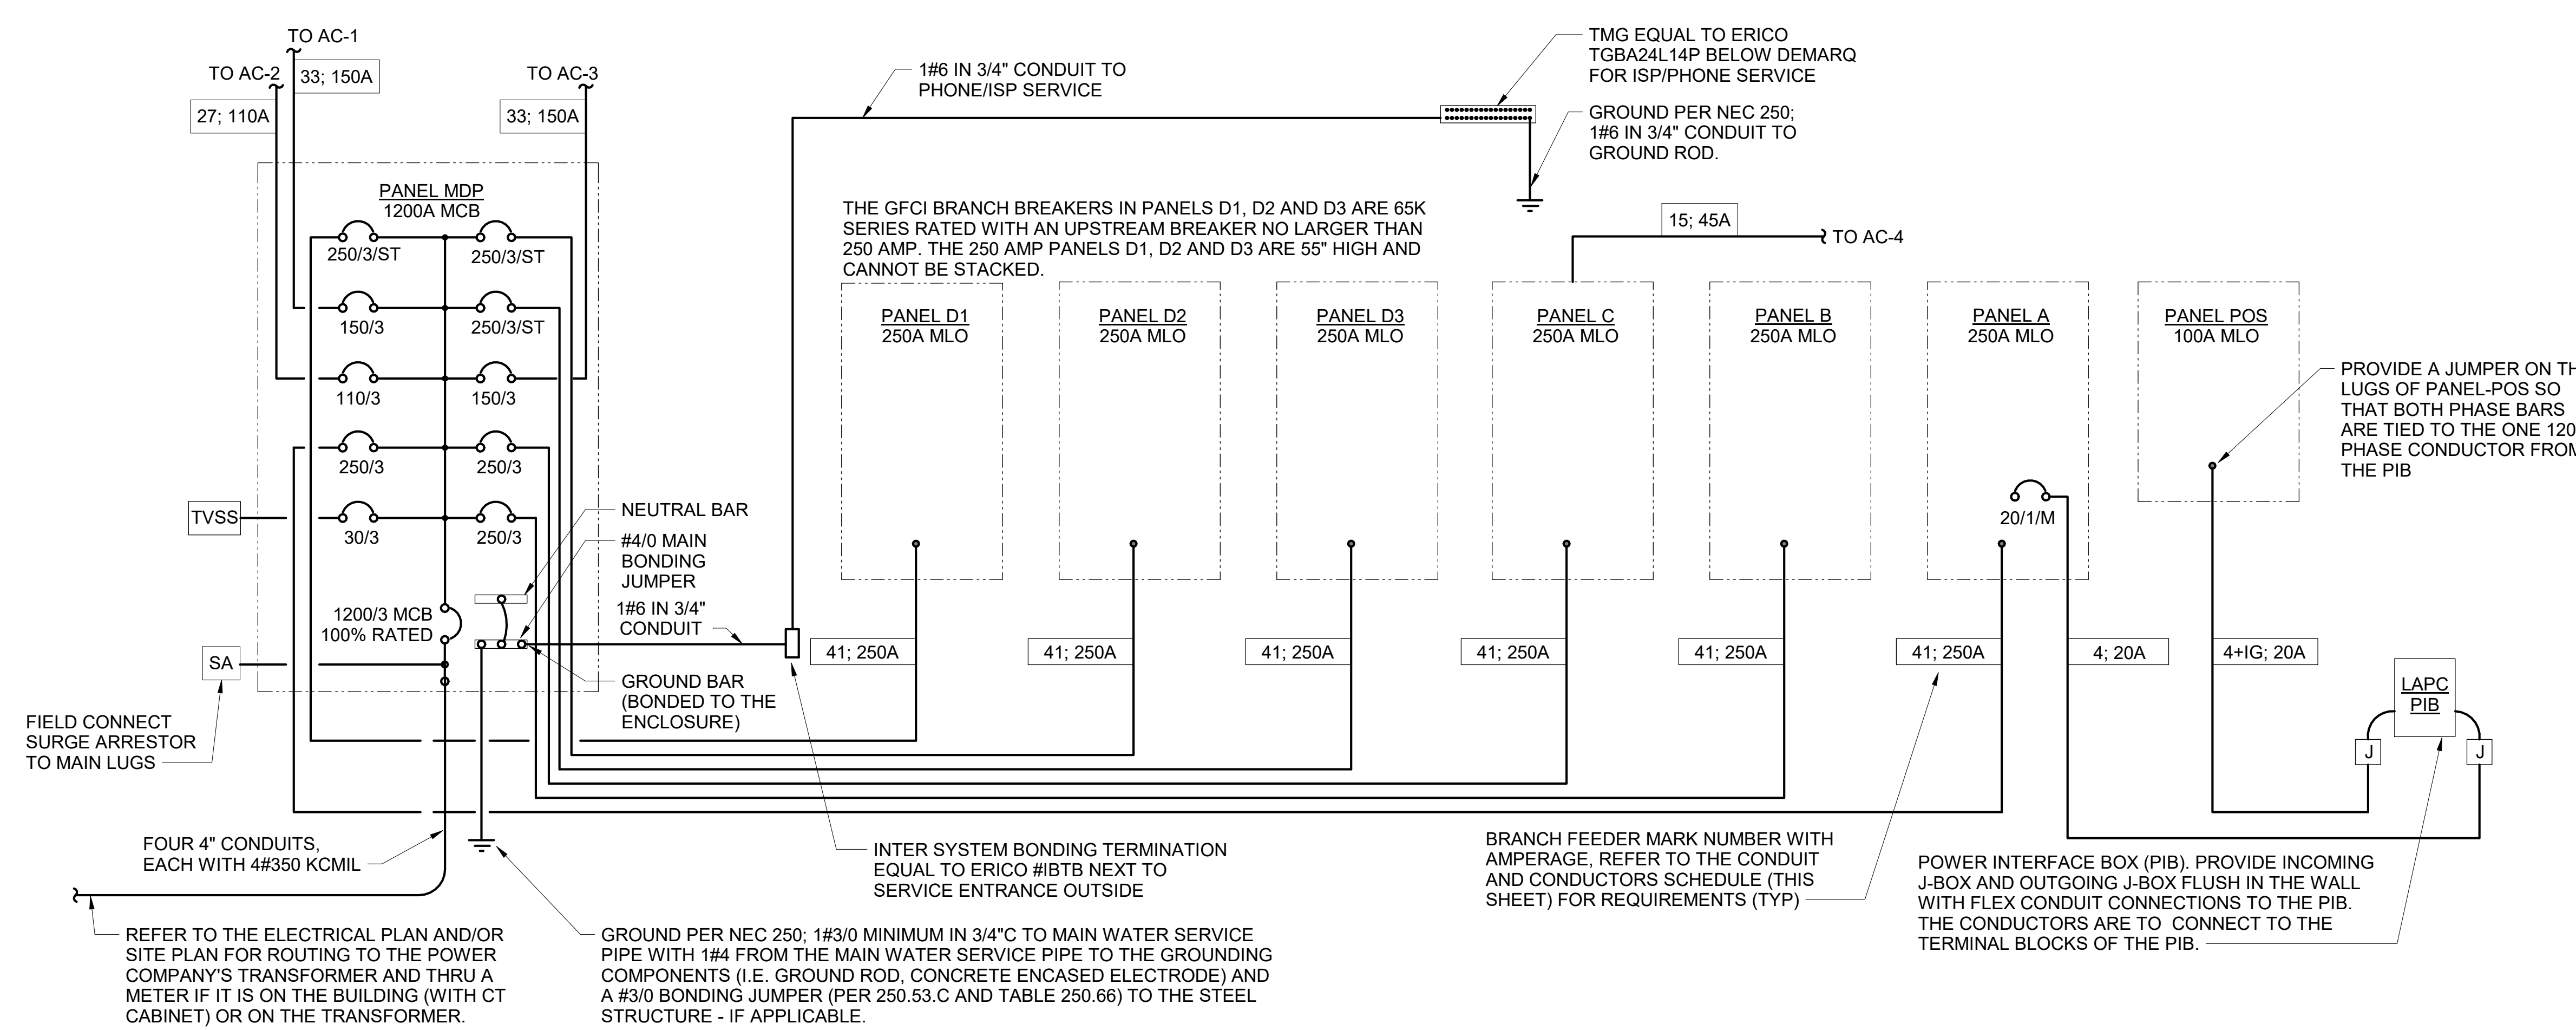 TO AC-1
TO AC-2
33; 150A
27; 110A
TO AC-3
33; 150A
PANEL MDP
1200A MCB
250/3/ST
250/3/ST
150/3
250/3/ST
110/3
150/3
250/3
250/3
30/3
250/3
TVSS
1200/3 MCB
100% RATED
SA
FIELD CONNECT
SURGE ARRESTOR
TO MAIN LUGS
FOUR 4" CONDUITS,
EACH WITH 4#350 KCMIL
REFER TO THE ELECTRICAL PLAN AND/OR
SITE PLAN FOR ROUTING TO THE POWER
COMPANY'S TRANSFORMER AND THRU A
METER IF IT IS ON THE BUILDING (WITH CT
CABINET) OR ON THE TRANSFORMER.
NEUTRAL BAR
#4/0 MAIN
BONDING
JUMPER
1#6 IN 3/4"
CONDUIT
GROUND BAR
(BONDED TO THE
ENCLOSURE)
1#6 IN 3/4" CONDUIT TO
PHONE/ISP SERVICE
TMG EQUAL TO ERICO
TGBA24L14P BELOW DEMARQ
FOR ISP/PHONE SERVICE
GROUND PER NEC 250;
1#6 IN 3/4" CONDUIT TO
GROUND ROD.
THE GFCI BRANCH BREAKERS IN PANELS D1, D2 AND D3 ARE 65K
SERIES RATED WITH AN UPSTREAM BREAKER NO LARGER THAN
250 AMP. THE 250 AMP PANELS D1, D2 AND D3 ARE 55" HIGH AND
CANNOT BE STACKED.
15; 45A
TO AC-4
PANEL D1
250A MLO
PANEL D2
250A MLO
PANEL D3
250A MLO
PANEL C
250A MLO
PANEL B
250A MLO
PANEL A
250A MLO
PANEL POS
100A MLO
20/1/M
PROVIDE A JUMPER ON TH
LUGS OF PANEL-POS SO
THAT BOTH PHASE BARS
ARE TIED TO THE ONE 120
PHASE CONDUCTOR FROM
THE PIB
41; 250A
41; 250A
41; 250A
41; 250A
41; 250A
41; 250A
4; 20A
4+IG; 20A
LAPC
PIB
J
J
INTER SYSTEM BONDING TERMINATION
EQUAL TO ERICO #IBTB NEXT TO
SERVICE ENTRANCE OUTSIDE
GROUND PER NEC 250; 1#3/0 MINIMUM IN 3/4"C TO MAIN WATER SERVICE
PIPE WITH 1#4 FROM THE MAIN WATER SERVICE PIPE TO THE GROUNDING
COMPONENTS (I.E. GROUND ROD, CONCRETE ENCASED ELECTRODE) AND
A #3/0 BONDING JUMPER (PER 250.53.C AND TABLE 250.66) TO THE STEEL
STRUCTURE - IF APPLICABLE.
BRANCH FEEDER MARK NUMBER WITH
AMPERAGE, REFER TO THE CONDUIT
AND CONDUCTORS SCHEDULE (THIS
SHEET) FOR REQUIREMENTS (TYP)
POWER INTERFACE BOX (PIB). PROVIDE INCOMING
J-BOX AND OUTGOING J-BOX FLUSH IN THE WALL
WITH FLEX CONDUIT CONNECTIONS TO THE PIB.
THE CONDUCTORS ARE TO CONNECT TO THE
TERMINAL BLOCKS OF THE PIB.